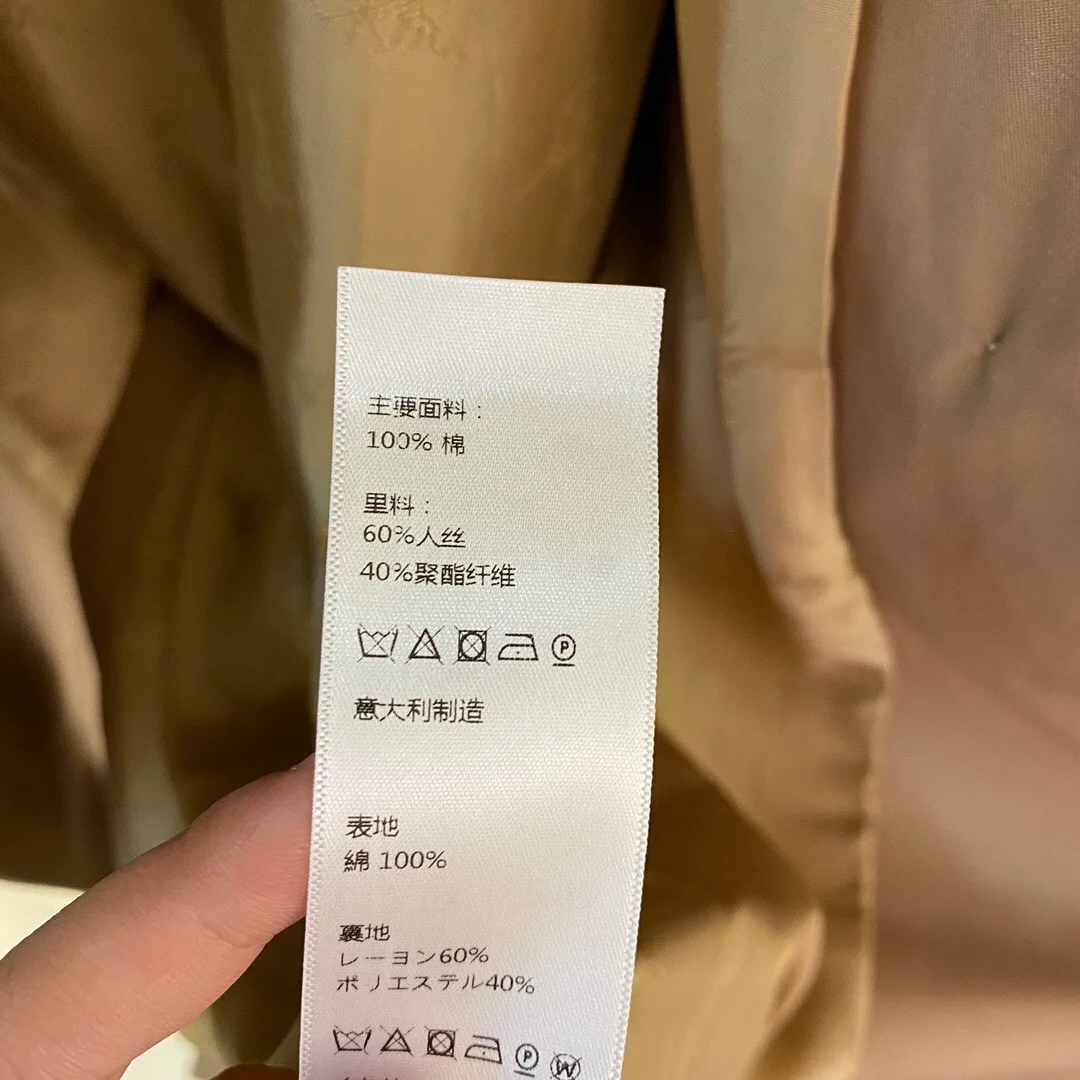 主要面料：
100% 棉
里料：
60%人丝
40%聚酯纤维
P
意大利制造
表地
綿 100%
裏地
レーヨン60%
ポリエステル40%
P W